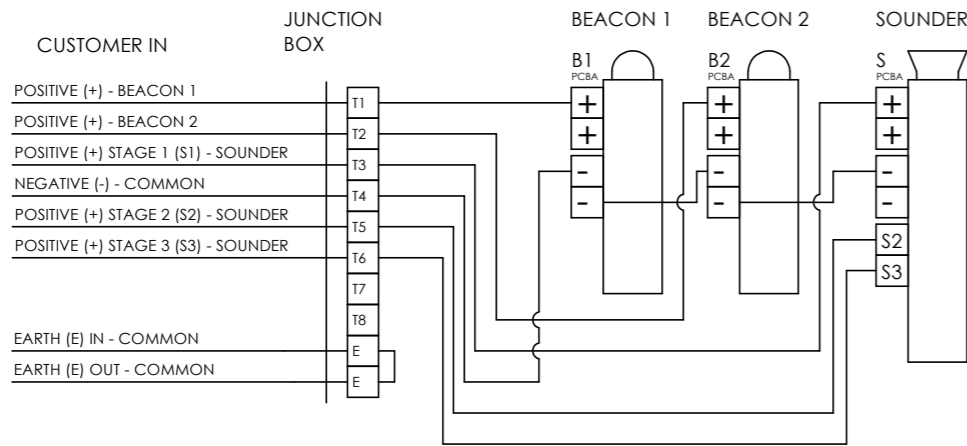 CUSTOMER IN
JUNCTION
BOX
BEACON 1
BEACON 2
SOUNDER
B1
PCBA
B2
PCBA
S
PCBA
POSITIVE (+) - BEACON 1
T1
+
+
+
POSITIVE (+) - BEACON 2
T2
+
+
+
POSITIVE (+) STAGE 1 (S1) - SOUNDER
T3
-
-
-
NEGATIVE (-) - COMMON
T4
-
-
-
POSITIVE (+) STAGE 2 (S2) - SOUNDER
T5
S2
POSITIVE (+) STAGE 3 (S3) - SOUNDER
T6
S3
T7
T8
EARTH (E) IN - COMMON
E
EARTH (E) OUT - COMMON
E